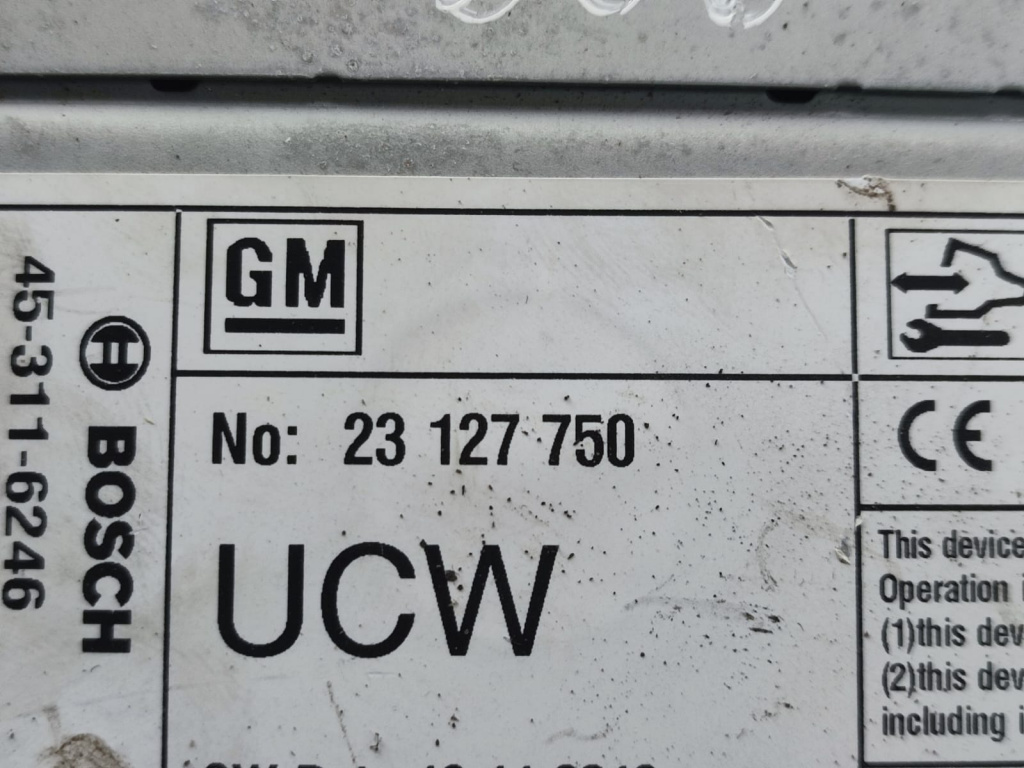 45-311-6246
BOSCH
GM
No: 23 127 750
UCW
CE
This device
Operation i
(1)this dev
(2)this dev
including i